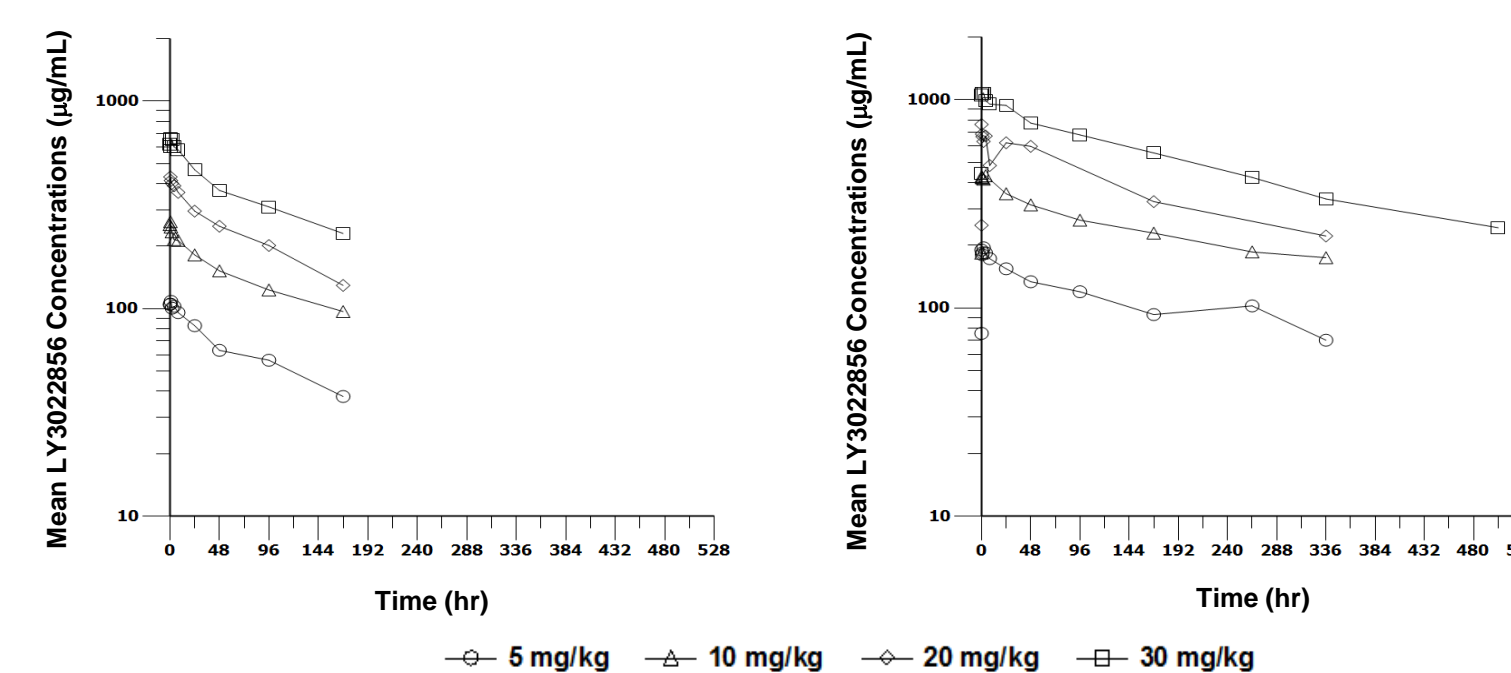 Mean LY3022856 Concentrations (µg/mL)
1000
100
10
0 48 96 144 192 240 288 336 384 432 480 528
Time (hr)
Mean LY3022856 Concentrations (µg/mL)
1000
100
10
0 48 96 144 192 240 288 336 384 432 480
Time (hr)
5 mg/kg 10 mg/kg 20 mg/kg 30 mg/kg